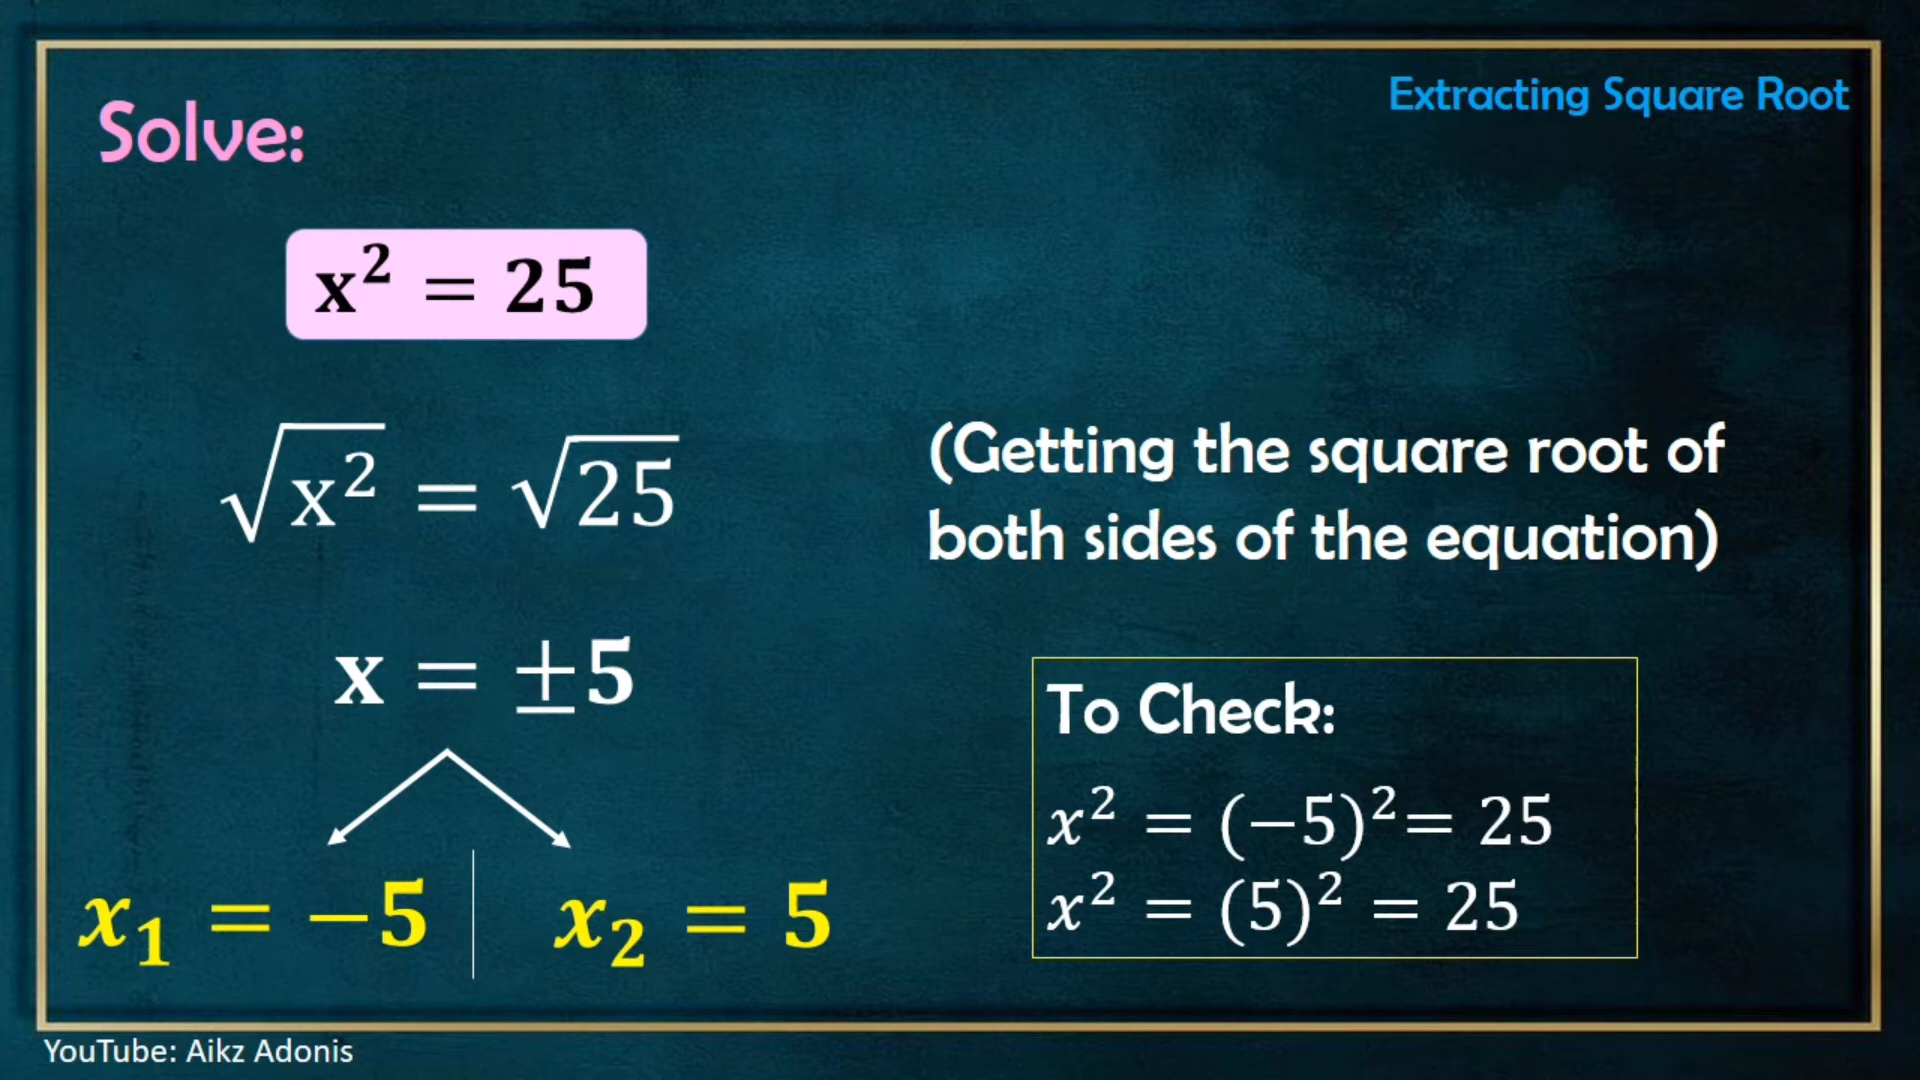 Extracting Square Root
Solve:
x² = 25
√x² = √25
(Getting the square root of
both sides of the equation)
x = ±5
x₁ = −5 | x₂ = 5
To Check:
x² = (−5)² = 25
x² = (5)² = 25
YouTube: Aikz Adonis